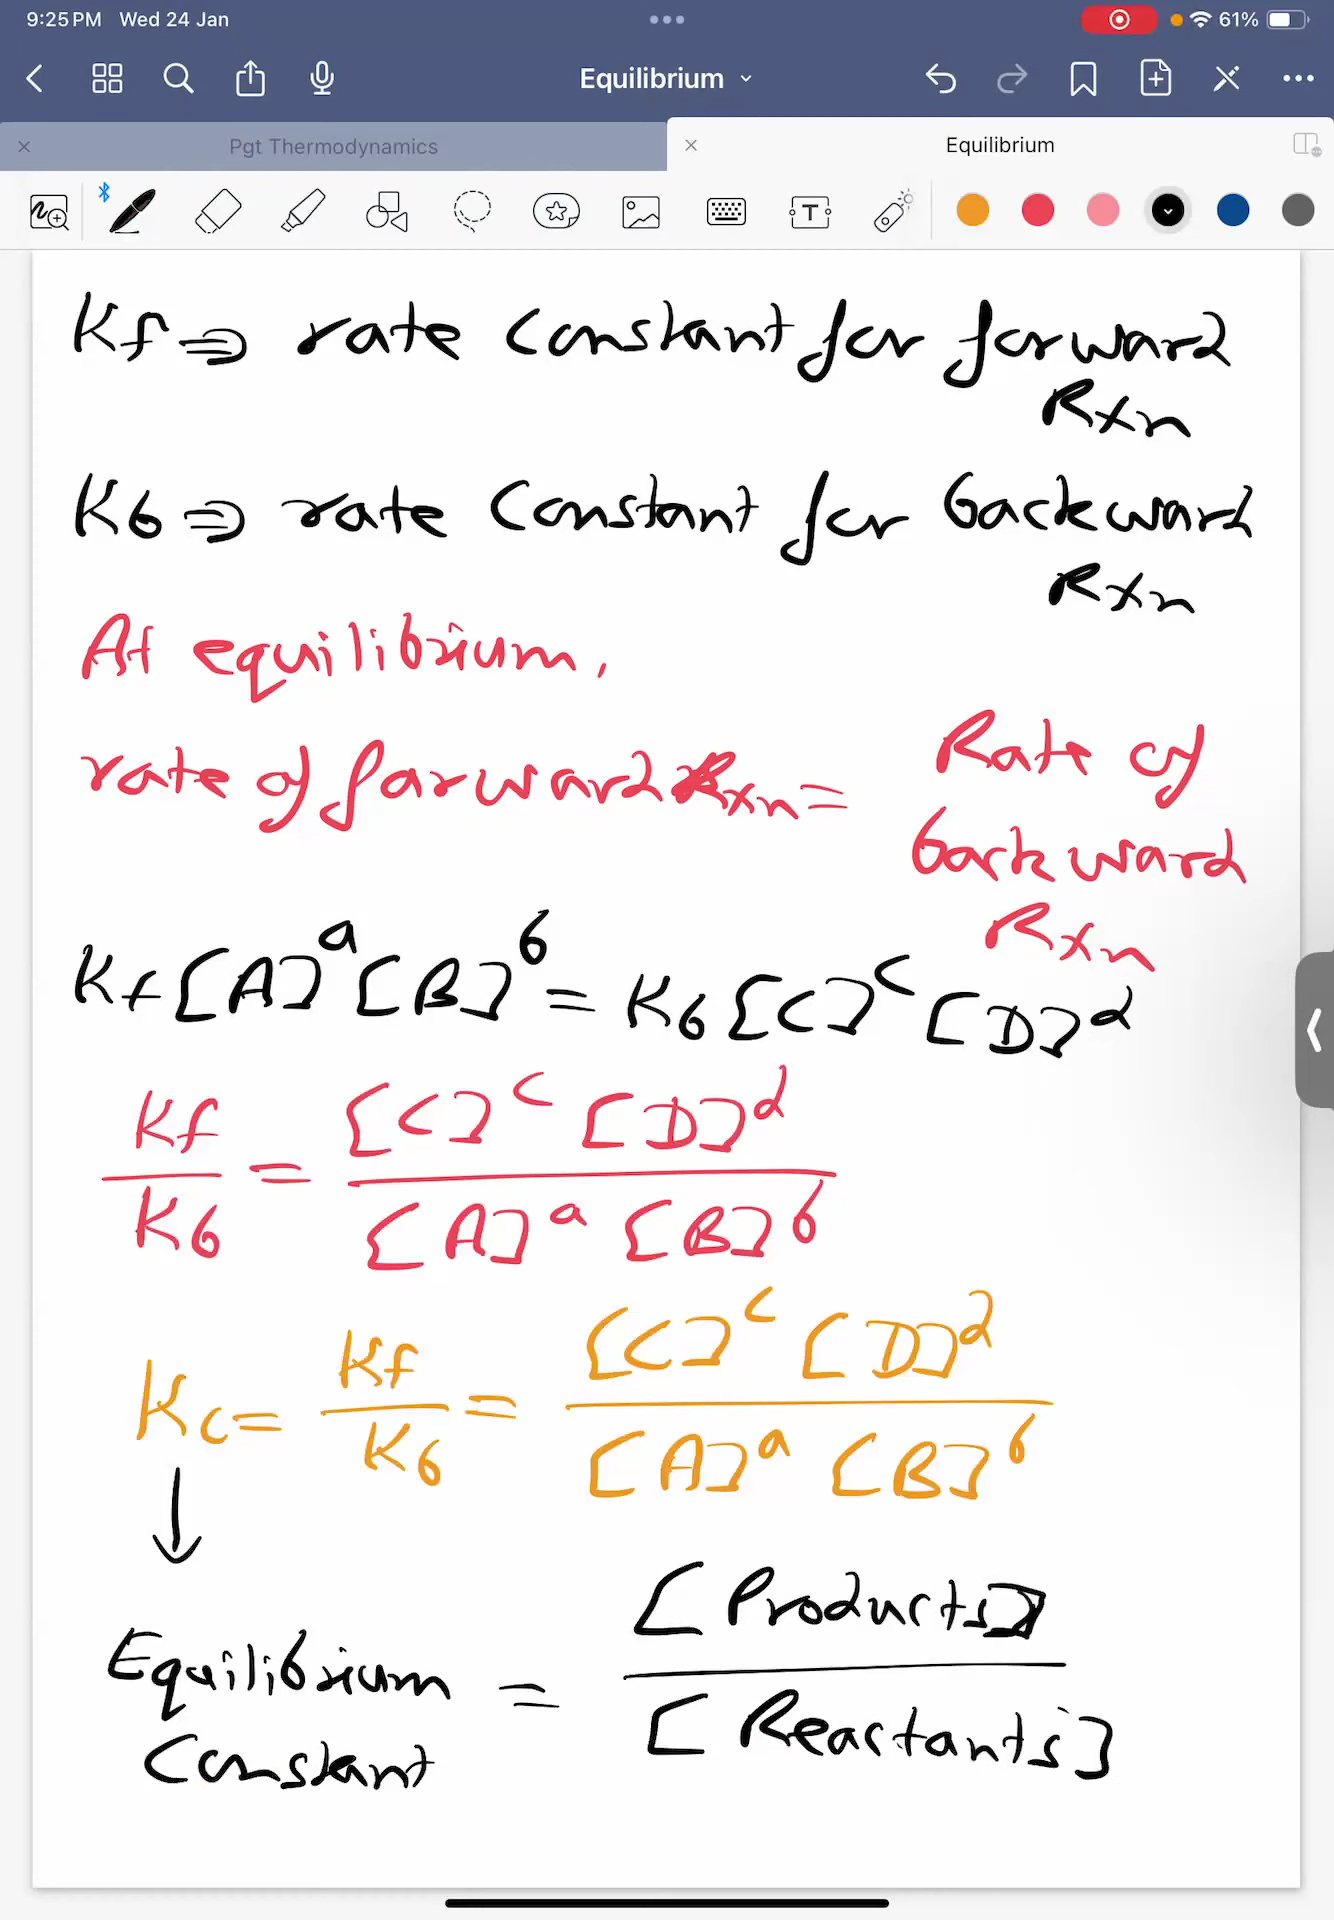 9:25 PM Wed 24 Jan
61%
Equilibrium
Pgt Thermodynamics
Equilibrium
T
Kf ⇒ rate constant for forward
Rxn
Kb ⇒ rate constant for backward
Rxn
At equilibrium,
rate of forward Rxn = Rate of
backward
Rxn
Kf [A]^a [B]^b = Kb [C]^c [D]^d
Kf/Kb = [C]^c [D]^d / [A]^a [B]^b
Kc = Kf/Kb = [C]^c [D]^d / [A]^a [B]^b
↓
Equilibrium Constant = [Products] / [Reactants]